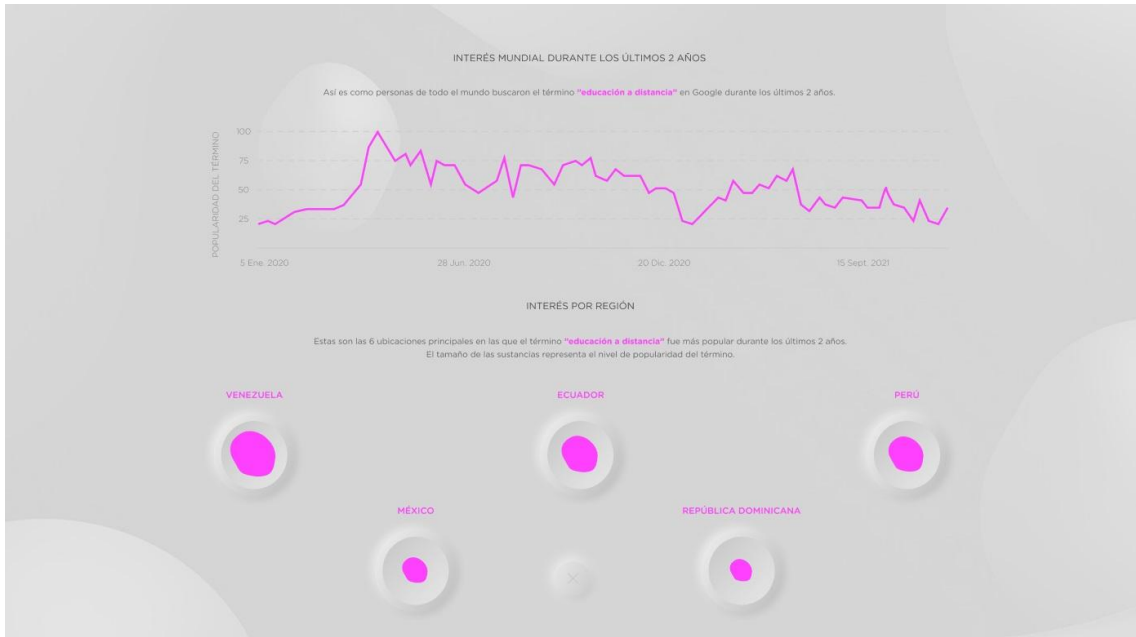 INTERÉS MUNDIAL DURANTE LOS ÚLTIMOS 2 AÑOS
Así es como personas de todo el mundo buscaron el término "educación a distancia" en Google durante los últimos 2 años.
POPULARIDAD DEL TÉRMINO
100
75
50
25
5 Ene. 2020
28 Jun. 2020
20 Dic. 2020
15 Sept. 2021
INTERÉS POR REGIÓN
Estas son las 6 ubicaciones principales en las que el término "educación a distancia" fue más popular durante los últimos 2 años.
El tamaño de las sustancias representa el nivel de popularidad del término.
VENEZUELA
ECUADOR
PERÚ
MÉXICO
REPÚBLICA DOMINICANA